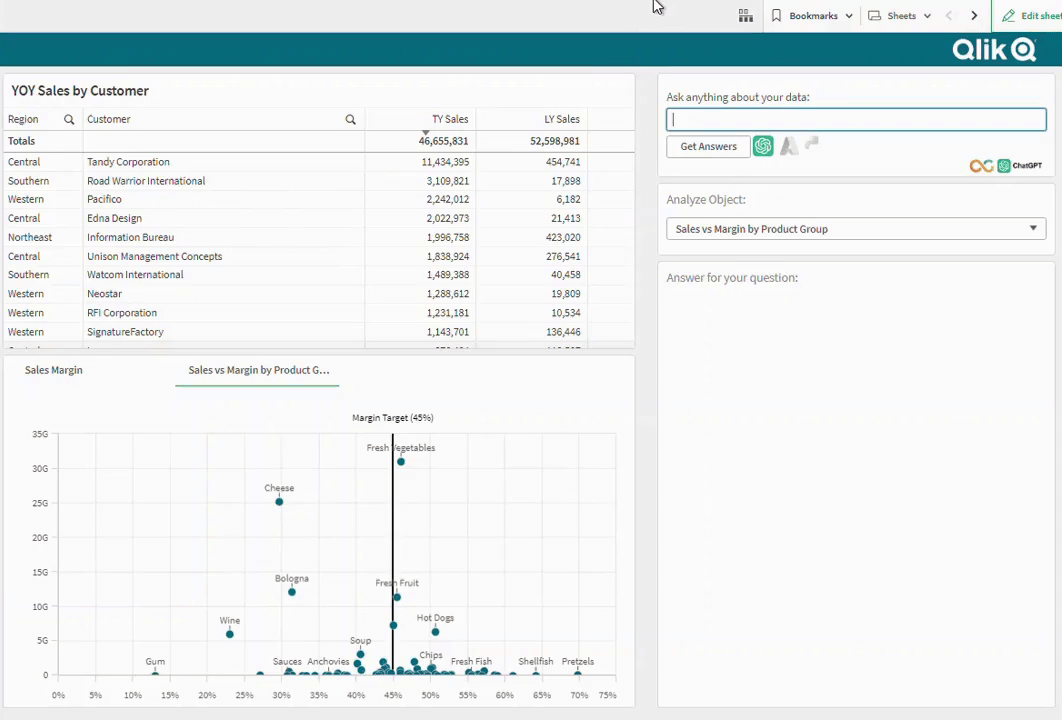 Bookmarks Sheets Edit sheet
Qlik
YOY Sales by Customer
Region Customer TY Sales LY Sales
Totals 46,655,831 52,598,981
Central Tandy Corporation 11,434,395 454,741
Southern Road Warrior International 3,109,821 17,898
Western Pacifico 2,242,012 6,182
Central Edna Design 2,022,973 21,413
Northeast Information Bureau 1,996,758 423,020
Central Unison Management Concepts 1,838,924 276,541
Southern Watcom International 1,489,388 40,458
Western Neostar 1,288,612 19,809
Western RFI Corporation 1,231,181 10,534
Western SignatureFactory 1,143,701 136,446
Ask anything about your data:
Get Answers
ChatGPT
Analyze Object:
Sales vs Margin by Product Group
Answer for your question:
Sales Margin Sales vs Margin by Product G...
Margin Target (45%)
35G
Fresh Vegetables
30G
Cheese
25G
20G
15G
Bologna Fresh Fruit
10G
Wine Hot Dogs
5G
Soup
Gum Sauces Anchovies Chips Fresh Fish Shellfish Pretzels
0
0% 5% 10% 15% 20% 25% 30% 35% 40% 45% 50% 55% 60% 65% 70% 75%